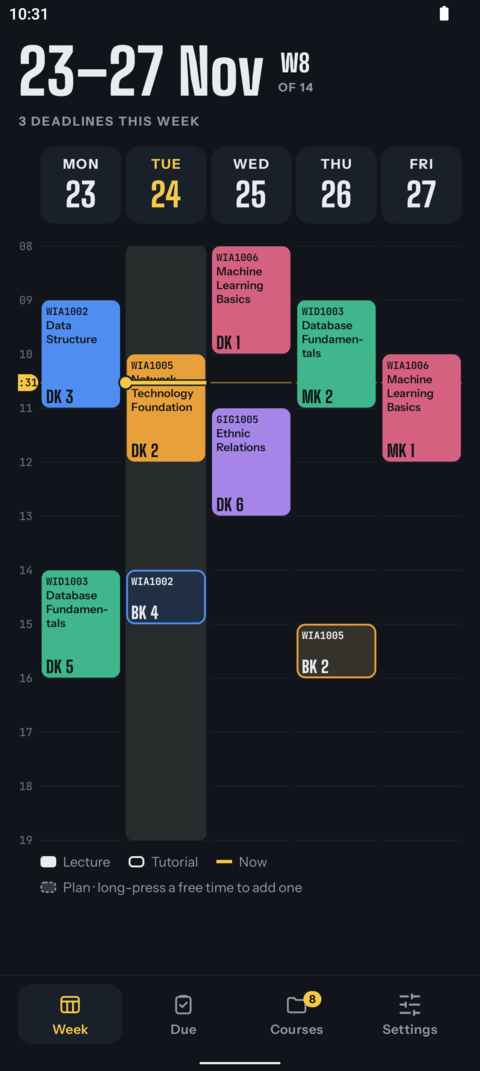 10:31
23–27 Nov
W8
OF 14
3 DEADLINES THIS WEEK
MON
23
TUE
24
WED
25
THU
26
FRI
27
08
09
10
:31
11
12
13
14
15
16
17
18
19
WIA1002
Data
Structure
DK 3
WID1003
Database
Fundamen-
tals
DK 5
WIA1005
Network
Technology
Foundation
DK 2
WIA1002
BK 4
WIA1006
Machine
Learning
Basics
DK 1
GIG1005
Ethnic
Relations
DK 6
WID1003
Database
Fundamen-
tals
MK 2
WIA1005
BK 2
WIA1006
Machine
Learning
Basics
MK 1
Lecture
Tutorial
Now
Plan · long-press a free time to add one
Week
Due
8
Courses
Settings